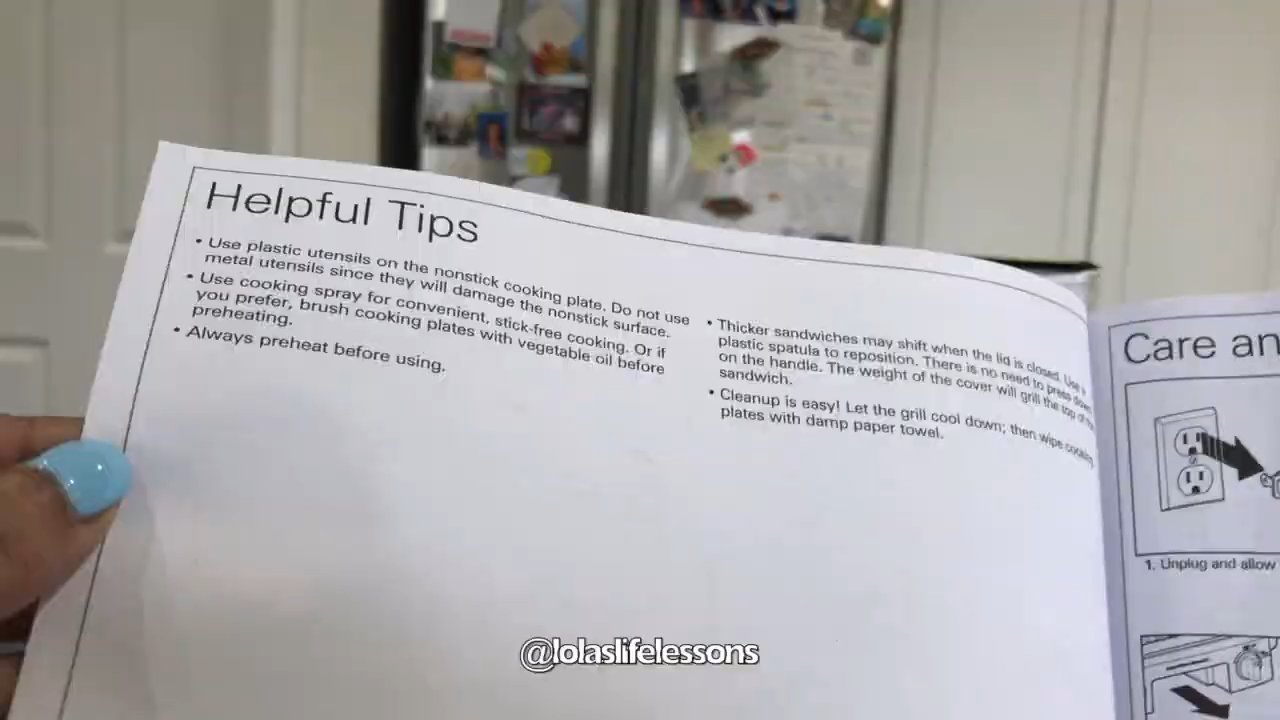 Helpful Tips
• Use plastic utensils on the nonstick cooking plate. Do not use
metal utensils since they will damage the nonstick surface.
• Use cooking spray for convenient, stick-free cooking. Or if
you prefer, brush cooking plates with vegetable oil before
preheating.
• Always preheat before using.
• Thicker sandwiches may shift when the lid is closed. Use a
plastic spatula to reposition. There is no need to press down
on the handle. The weight of the cover will grill the top of the
sandwich.
• Cleanup is easy! Let the grill cool down; then wipe cooking
plates with damp paper towel.
Care an
1. Unplug and allow
@lolaslifelessons